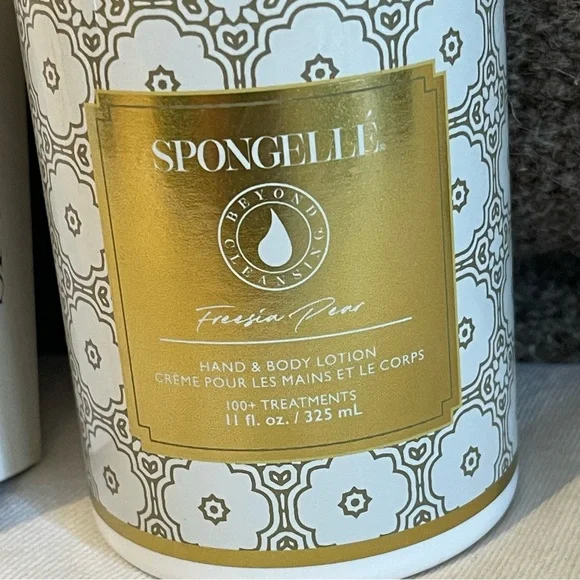 SPONGELLÉ®
BEYOND
CLEANSING
Freesia Pear
HAND & BODY LOTION
CRÈME POUR LES MAINS ET LE CORPS
100+ TREATMENTS
11 fl. oz. / 325 mL